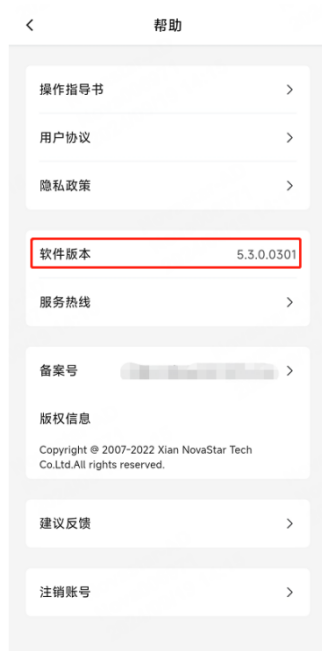 帮助
操作指导书
用户协议
隐私政策
软件版本 5.3.0.0301
服务热线
备案号
版权信息
Copyright @ 2007-2022 Xian NovaStar Tech
Co.Ltd.All rights reserved.
建议反馈
注销账号